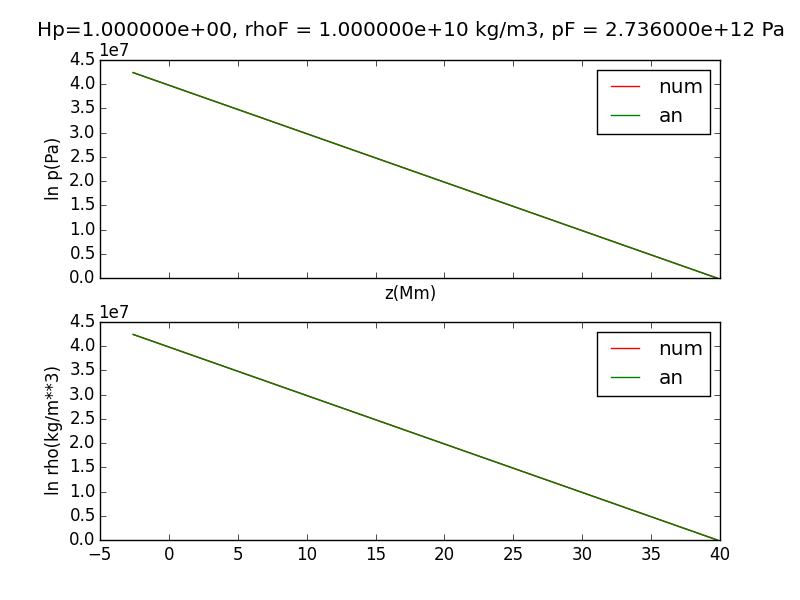 Hp=1.000000e+00, rhoF = 1.000000e+10 kg/m3, pF = 2.736000e+12 Pa
1e7
4.5
4.0
3.5
3.0
2.5
2.0
1.5
1.0
0.5
0.0
ln p(Pa)
num
an
z(Mm)
1e7
4.5
4.0
3.5
3.0
2.5
2.0
1.5
1.0
0.5
0.0
ln rho(kg/m**3)
num
an
−5 0 5 10 15 20 25 30 35 40